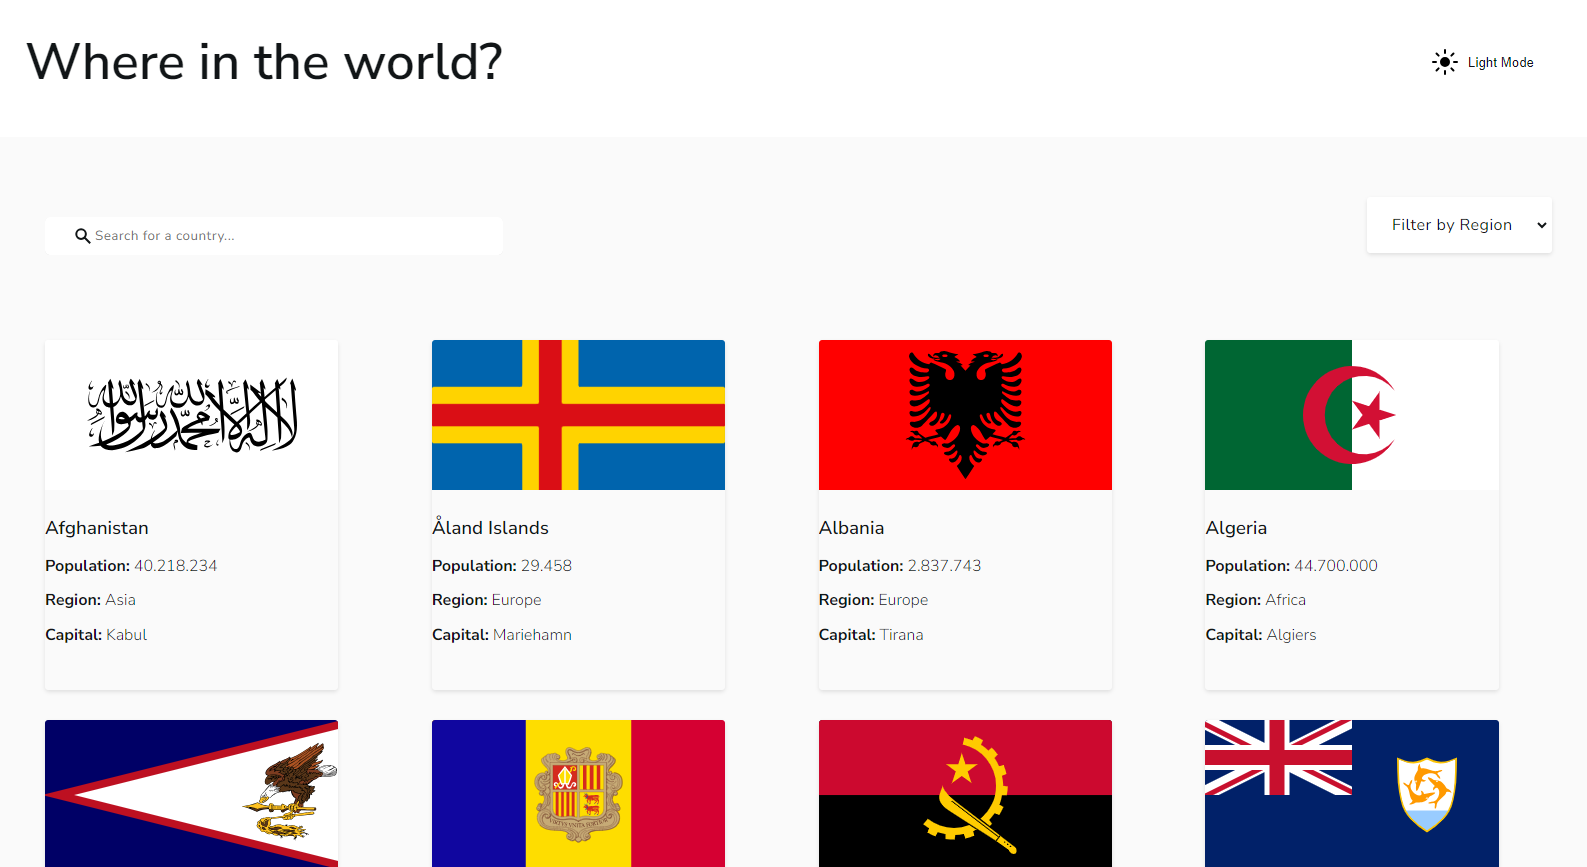 Where in the world?
Light Mode
Search for a country...
Filter by Region
لا إله إلا الله محمد رسول الله
Afghanistan
Population: 40.218.234
Region: Asia
Capital: Kabul
Åland Islands
Population: 29.458
Region: Europe
Capital: Mariehamn
Albania
Population: 2.837.743
Region: Europe
Capital: Tirana
Algeria
Population: 44.700.000
Region: Africa
Capital: Algiers